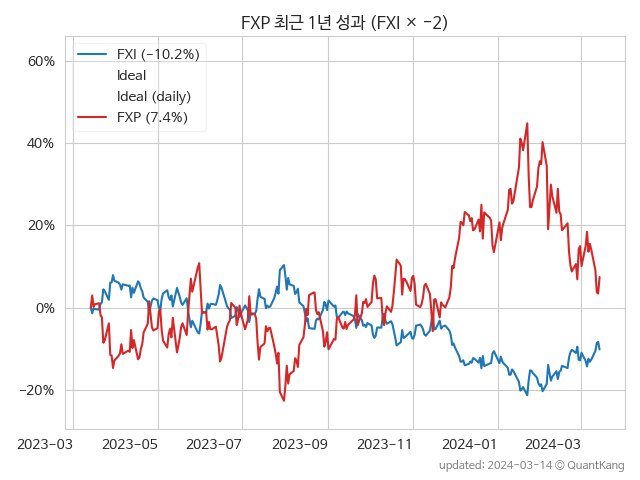 FXP 최근 1년 성과 (FXI × −2)
FXI (−10.2%)
Ideal
Ideal (daily)
FXP (7.4%)
60%
40%
20%
0%
−20%
2023−03
2023−05
2023−07
2023−09
2023−11
2024−01
2024−03
updated: 2024−03−14 © QuantKang